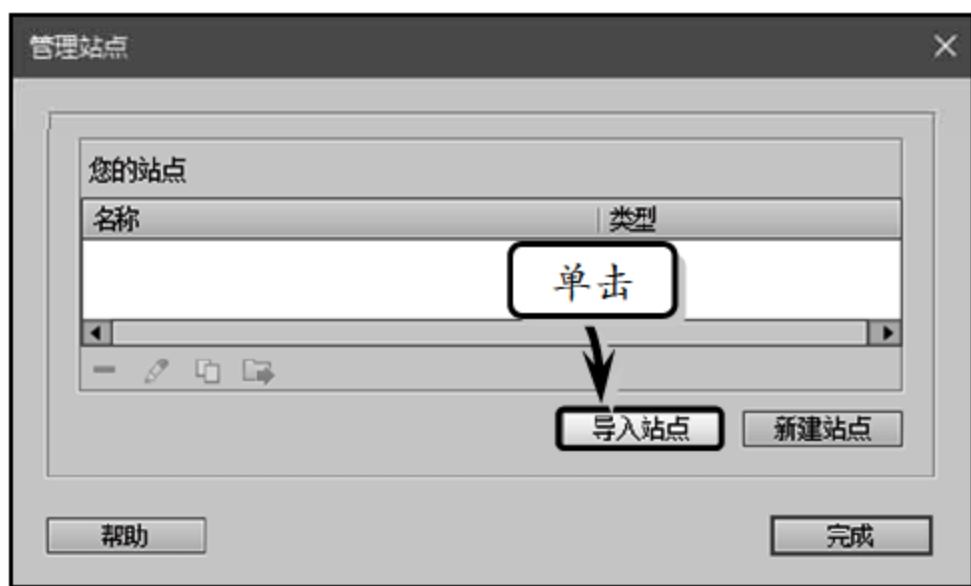 管理站点
您的站点
名称 类型
单击
导入站点 新建站点
帮助 完成